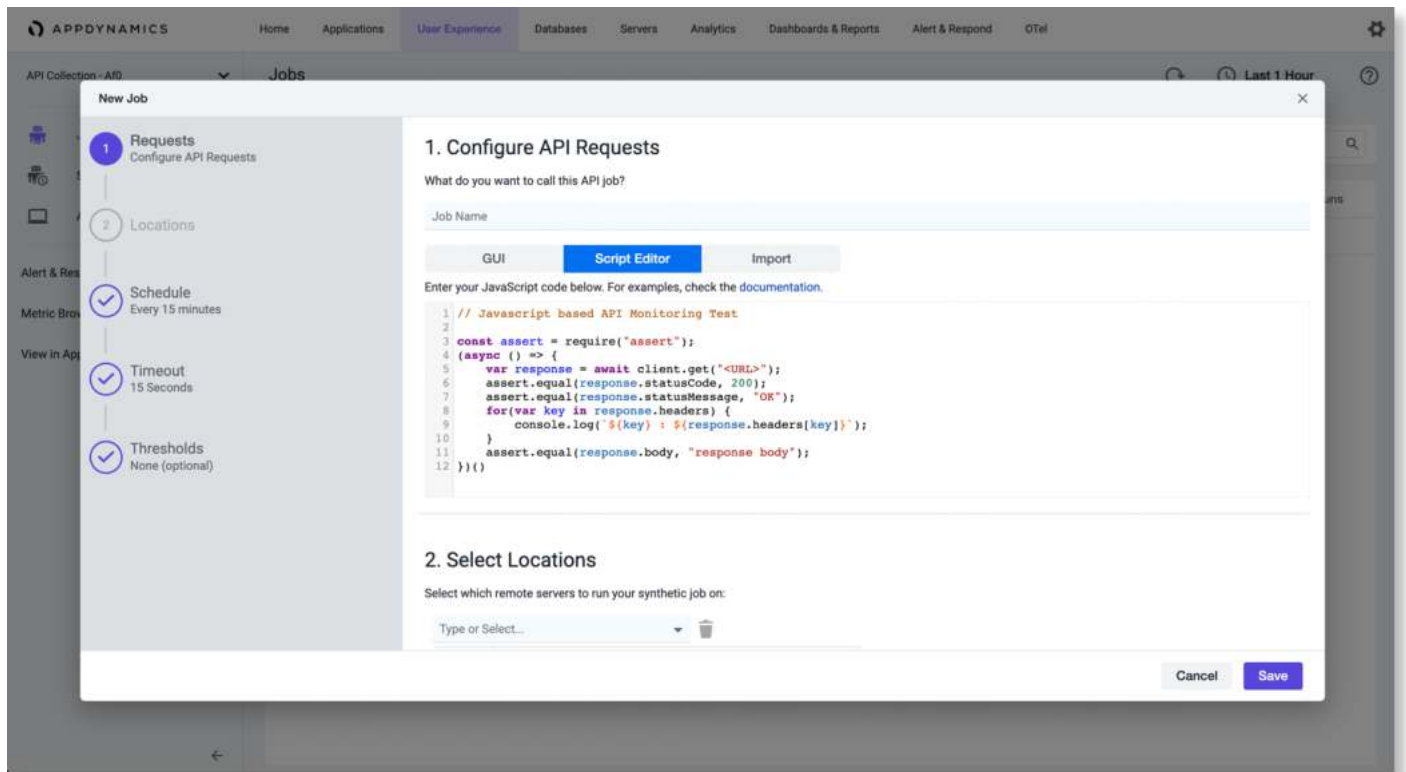 APPDYNAMICS
Home Applications User Experience Databases Servers Analytics Dashboards & Reports Alert & Respond OTel
API Collection - Af0
Jobs
Last 1 Hour
New Job
1
Requests
Configure API Requests
2
Locations
Schedule
Every 15 minutes
Timeout
15 Seconds
Thresholds
None (optional)
Alert & Res
Metric Brow
View in App
1. Configure API Requests
What do you want to call this API job?
Job Name
GUI Script Editor Import
Enter your JavaScript code below. For examples, check the documentation.
1 // Javascript based API Monitoring Test
2
3 const assert = require("assert");
4 (async () => {
5 var response = await client.get("<URL>");
6 assert.equal(response.statusCode, 200);
7 assert.equal(response.statusMessage, "OK");
8 for(var key in response.headers) {
9 console.log(`${key} : ${response.headers[key]}`);
10 }
11 assert.equal(response.body, "response body");
12 })()
2. Select Locations
Select which remote servers to run your synthetic job on:
Type or Select...
Cancel Save